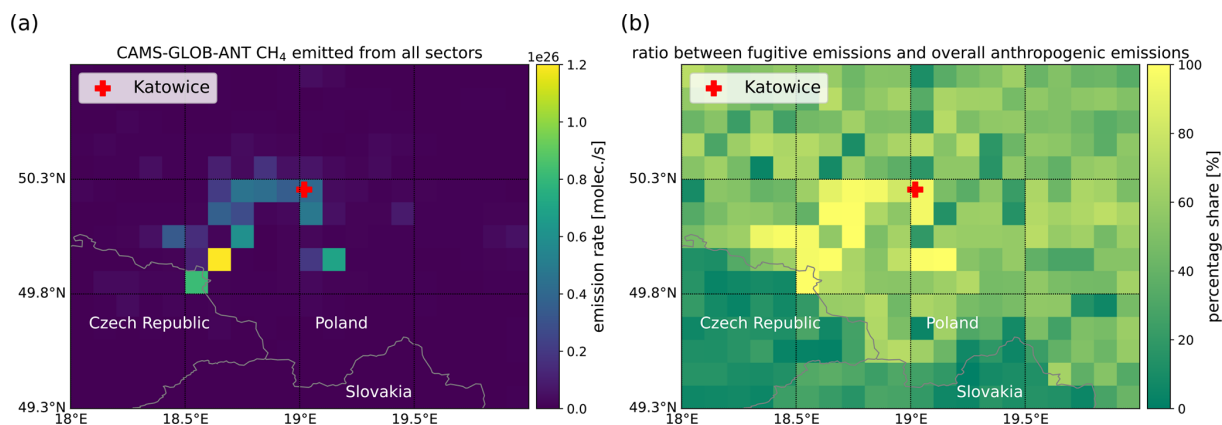 (a)
CAMS-GLOB-ANT CH₄ emitted from all sectors
Katowice
50.3°N
49.8°N
49.3°N
18°E
18.5°E
19°E
19.5°E
Czech Republic
Poland
Slovakia
1e26
1.2
1.0
0.8
0.6
0.4
0.2
0.0
emission rate [molec./s]
(b)
ratio between fugitive emissions and overall anthropogenic emissions
Katowice
50.3°N
49.8°N
49.3°N
18°E
18.5°E
19°E
19.5°E
Czech Republic
Poland
Slovakia
100
80
60
40
20
0
percentage share [%]